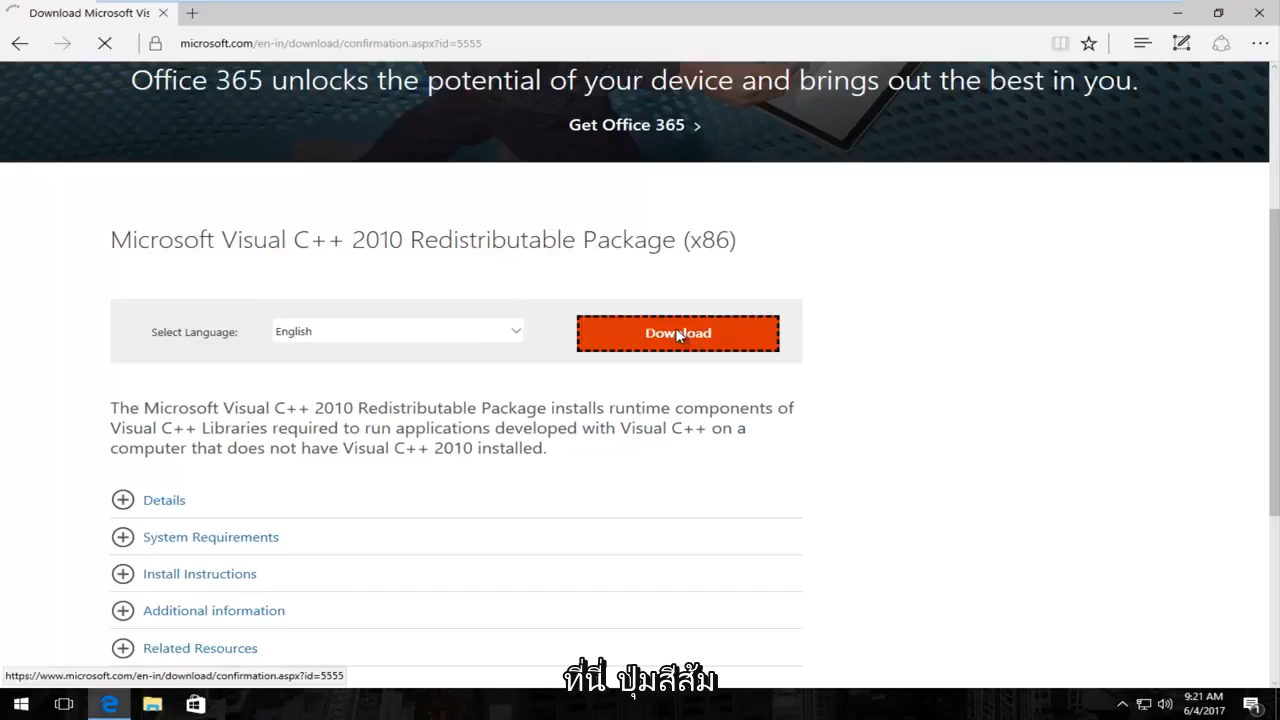 Download Microsoft Vis
microsoft.com/en-in/download/confirmation.aspx?id=5555
Office 365 unlocks the potential of your device and brings out the best in you.
Get Office 365 >
Microsoft Visual C++ 2010 Redistributable Package (x86)
Select Language:
English
Download
The Microsoft Visual C++ 2010 Redistributable Package installs runtime components of
Visual C++ Libraries required to run applications developed with Visual C++ on a
computer that does not have Visual C++ 2010 installed.
Details
System Requirements
Install Instructions
Additional information
Related Resources
https://www.microsoft.com/en-in/download/confirmation.aspx?id=5555
ที่นี่ ปุ่มสีส้ม
9:21 AM
6/4/2017